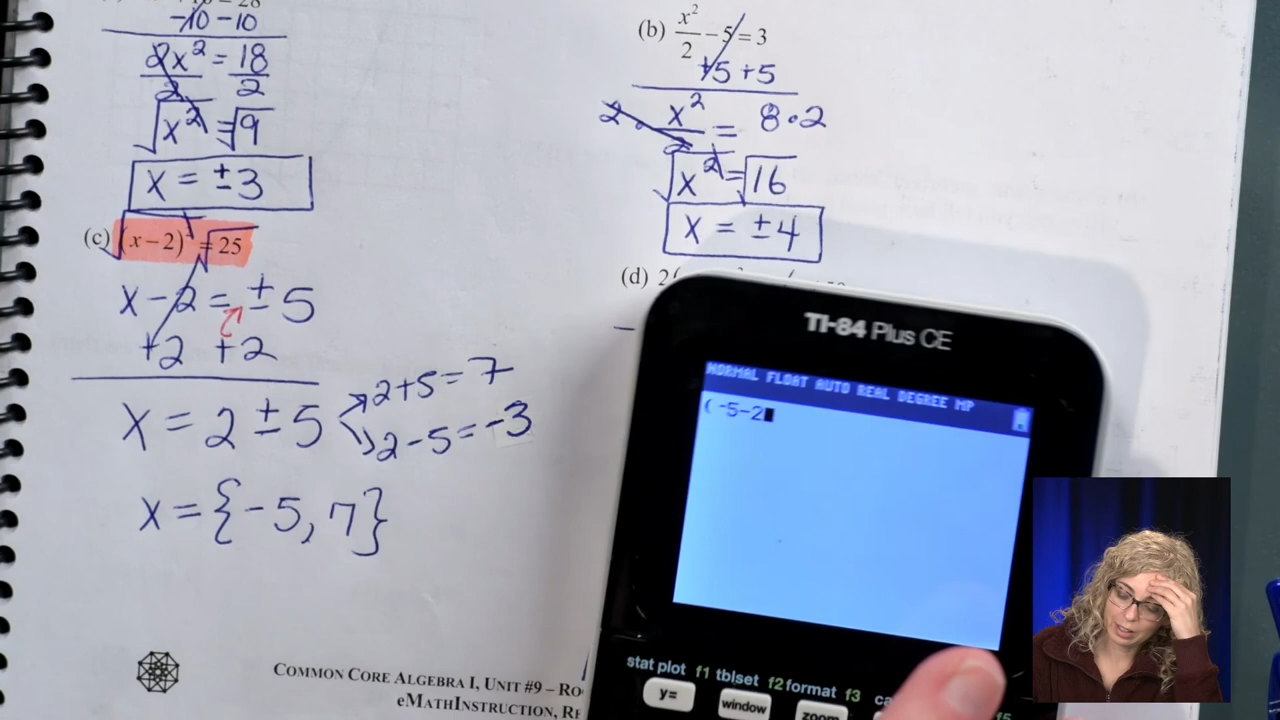 -10 -10
2x² = 18
2 2
√x² = √9
x = ±3
(b) x²/2 − 5 = 3
+5 +5
2 · x²/2 = 8 · 2
√x² = √16
x = ±4
(c) √(x − 2)² = √25
x − 2 = ±5
+2 +2
x = 2 ± 5
2 + 5 = 7
2 − 5 = −3
x = {−5, 7}
(d) 2(
TI-84 Plus CE
NORMAL FLOAT AUTO REAL DEGREE MP
(-5-2
stat plot f1 tblset f2 format f3
y= window zoom
f5
COMMON CORE ALGEBRA I, UNIT #9 – RO
eMATHINSTRUCTION, RE